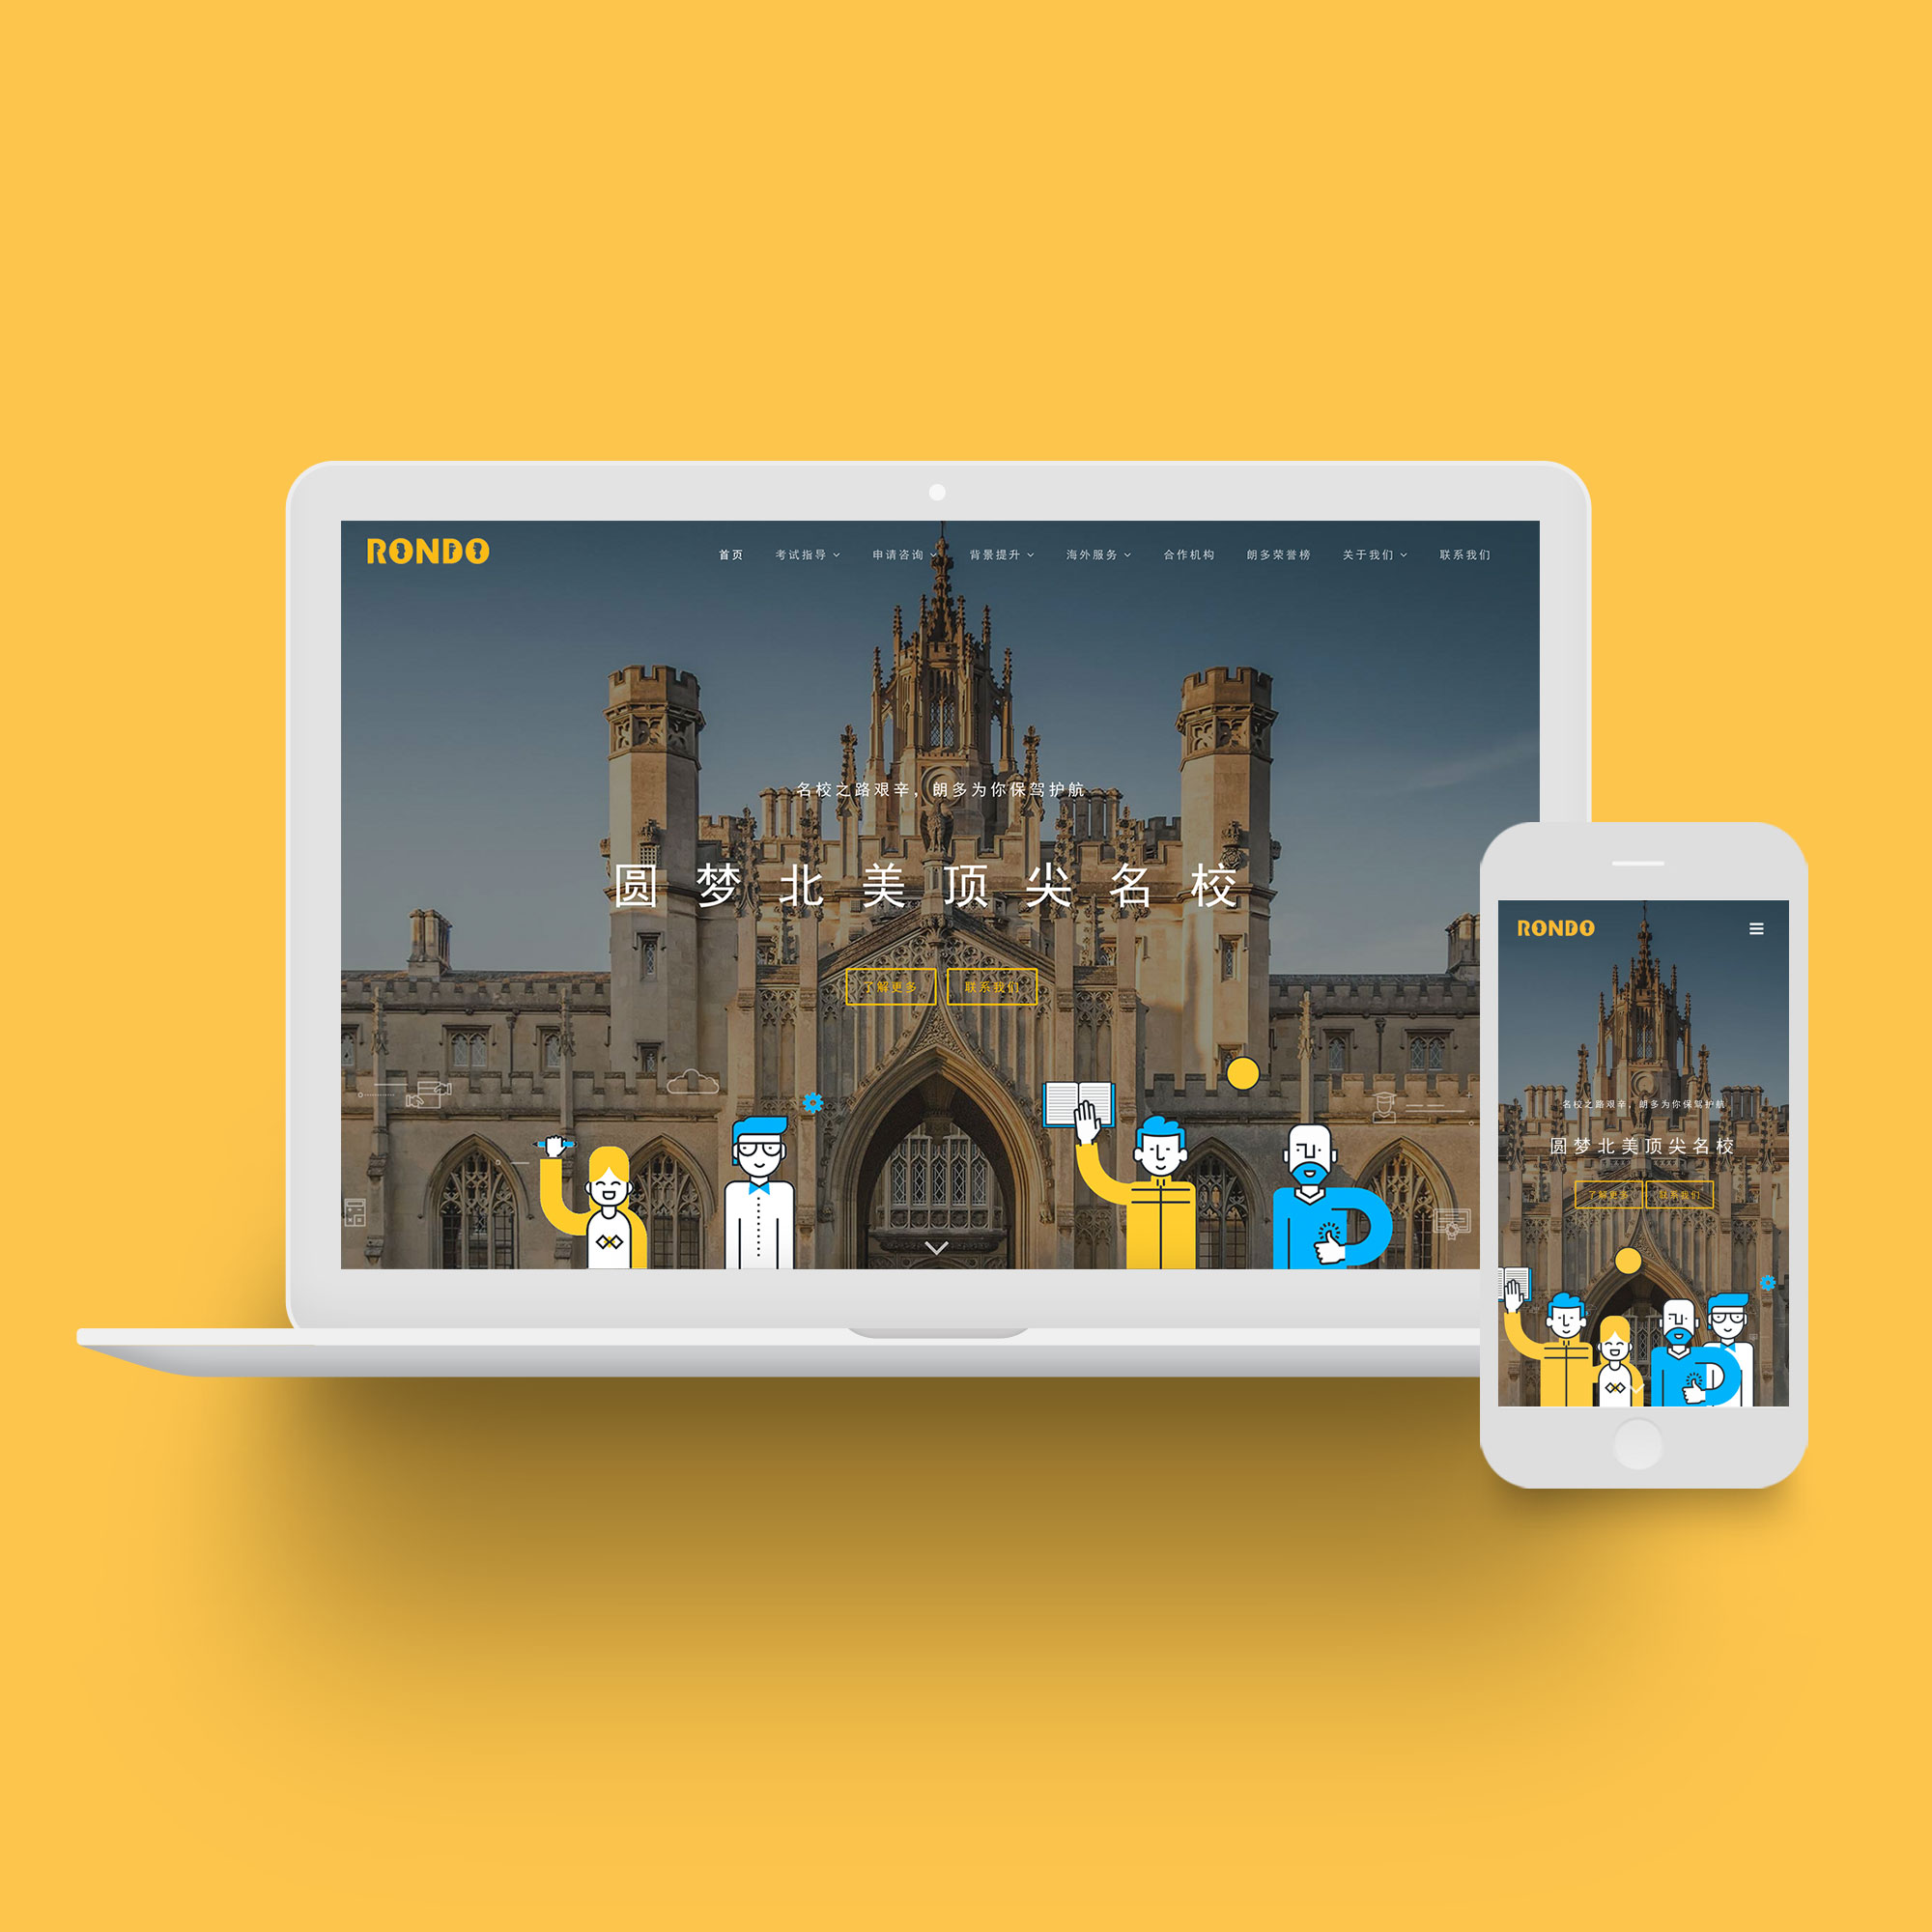 RONDO
首页 考试指导 申请咨询 背景提升 海外服务 合作机构 朗多荣誉榜 关于我们 联系我们
名校之路艰辛，朗多为你保驾护航
圆梦北美顶尖名校
了解更多 联系我们
RONDO
名校之路艰辛，朗多为你保驾护航
圆梦北美顶尖名校
了解更多 联系我们